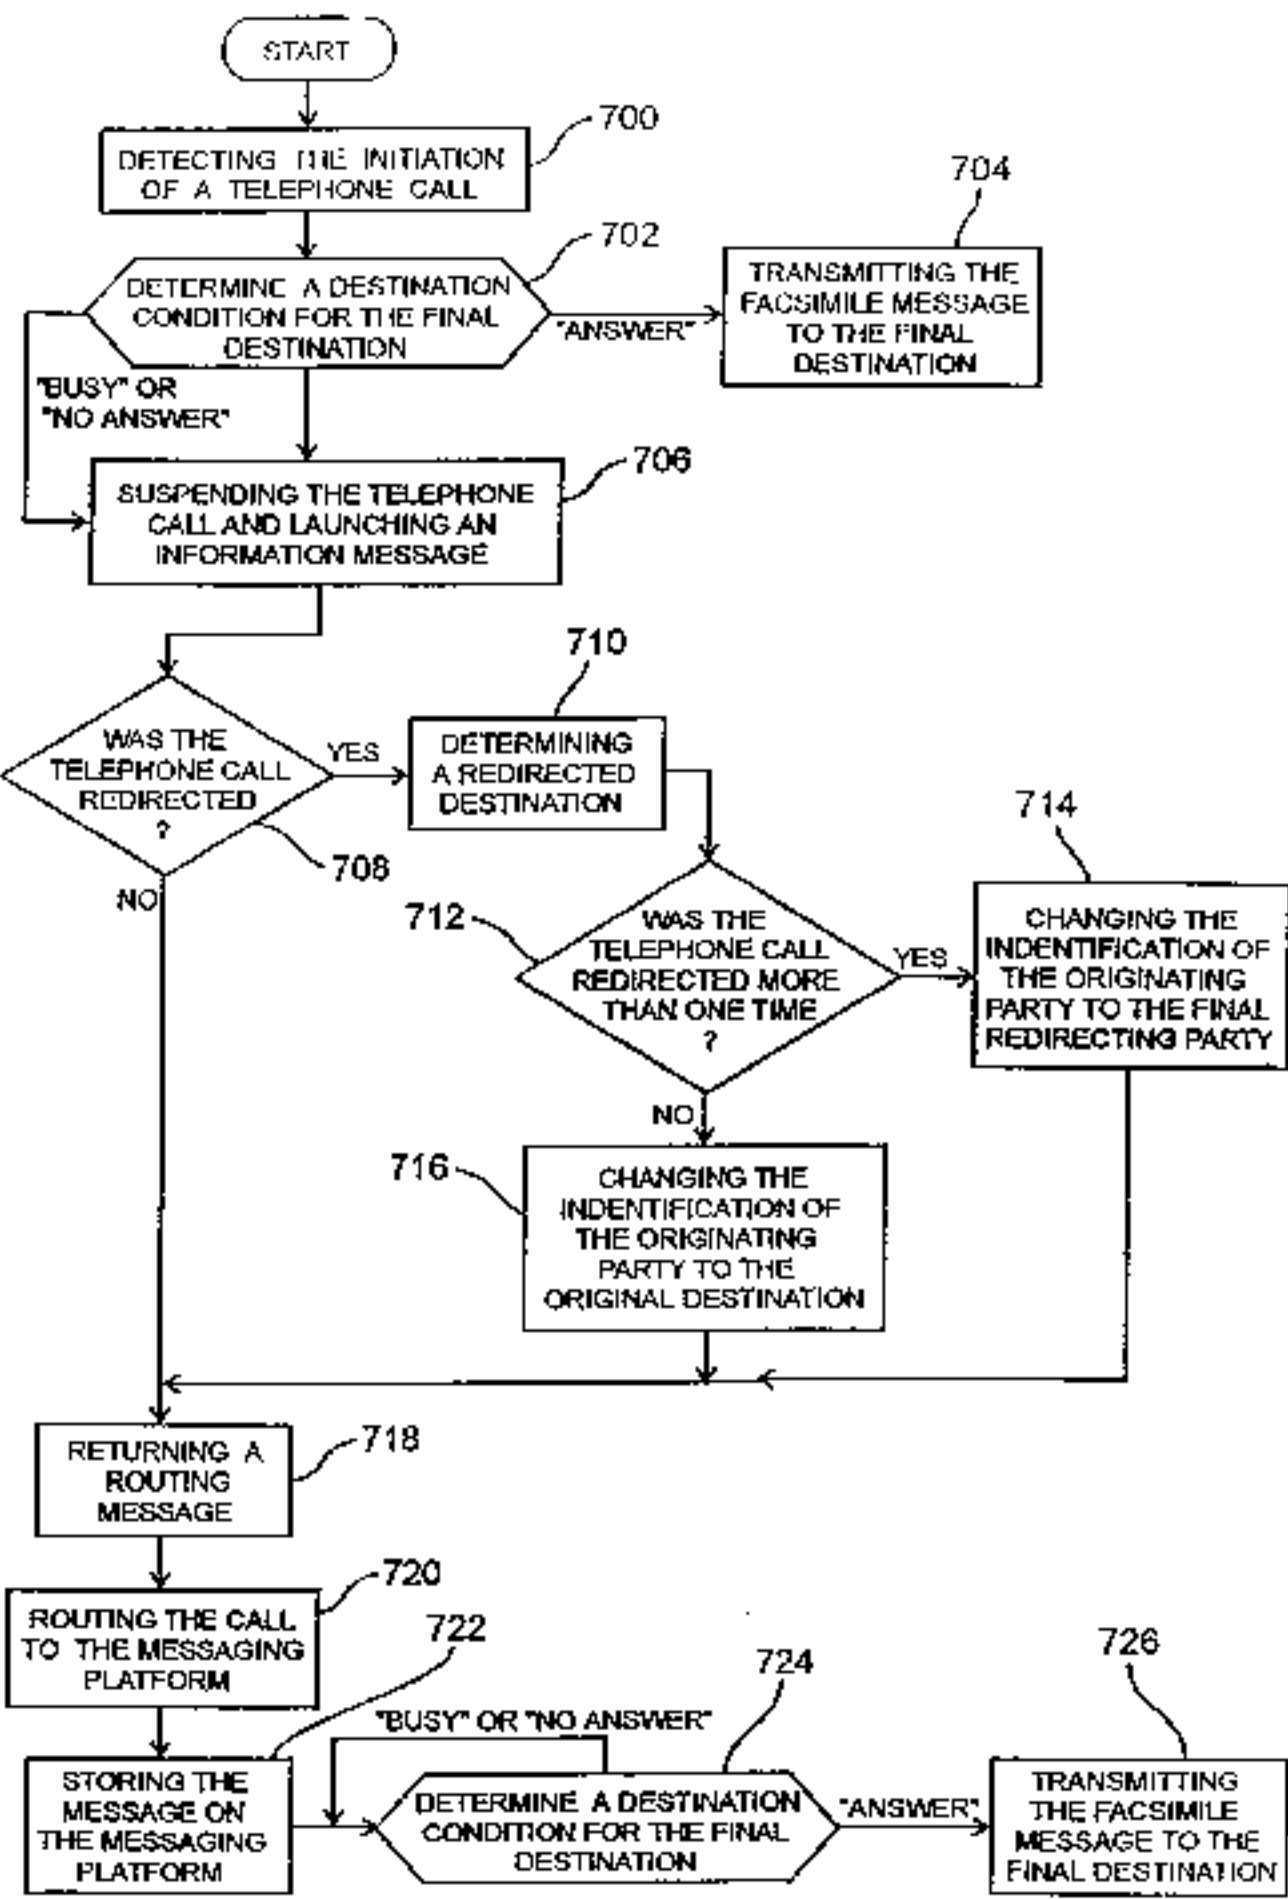 START
700
DETECTING THE INITIATION
OF A TELEPHONE CALL
702
704
DETERMINE A DESTINATION
CONDITION FOR THE FINAL
DESTINATION
"ANSWER"
TRANSMITTING THE
FACSIMILE MESSAGE
TO THE FINAL
DESTINATION
"BUSY" OR
"NO ANSWER"
706
SUSPENDING THE TELEPHONE
CALL AND LAUNCHING AN
INFORMATION MESSAGE
710
WAS THE
TELEPHONE CALL
REDIRECTED
?
YES
708
NO
DETERMINING
A REDIRECTED
DESTINATION
714
712
WAS THE
TELEPHONE CALL
REDIRECTED MORE
THAN ONE TIME
?
YES
CHANGING THE
INDENTIFICATION OF
THE ORIGINATING
PARTY TO THE FINAL
REDIRECTING PARTY
NO
716
CHANGING THE
INDENTIFICATION OF
THE ORIGINATING
PARTY TO THE
ORIGINAL DESTINATION
718
RETURNING A
ROUTING
MESSAGE
720
ROUTING THE CALL
TO THE MESSAGING
PLATFORM
722
724
726
"BUSY" OR "NO ANSWER"
STORING THE
MESSAGE ON
THE MESSAGING
PLATFORM
DETERMINE A DESTINATION
CONDITION FOR THE FINAL
DESTINATION
"ANSWER"
TRANSMITTING
THE FACSIMILE
MESSAGE TO THE
FINAL DESTINATION